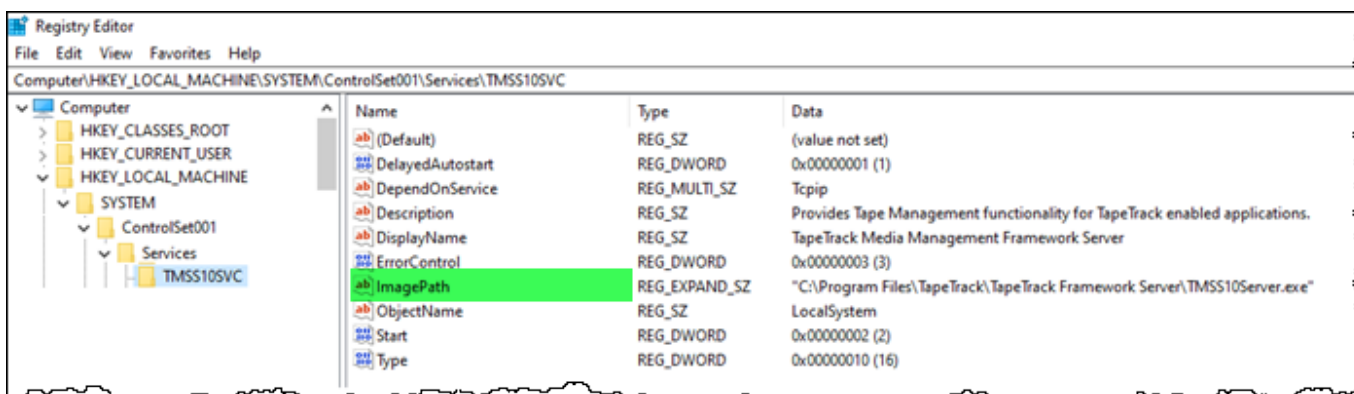 Registry Editor
File Edit View Favorites Help
Computer\HKEY_LOCAL_MACHINE\SYSTEM\ControlSet001\Services\TMSS10SVC
Computer
HKEY_CLASSES_ROOT
HKEY_CURRENT_USER
HKEY_LOCAL_MACHINE
SYSTEM
ControlSet001
Services
TMSS10SVC
Name Type Data
(Default) REG_SZ (value not set)
DelayedAutostart REG_DWORD 0x00000001 (1)
DependOnService REG_MULTI_SZ Tcpip
Description REG_SZ Provides Tape Management functionality for TapeTrack enabled applications.
DisplayName REG_SZ TapeTrack Media Management Framework Server
ErrorControl REG_DWORD 0x00000003 (3)
ImagePath REG_EXPAND_SZ "C:\Program Files\TapeTrack\TapeTrack Framework Server\TMSS10Server.exe"
ObjectName REG_SZ LocalSystem
Start REG_DWORD 0x00000002 (2)
Type REG_DWORD 0x00000010 (16)